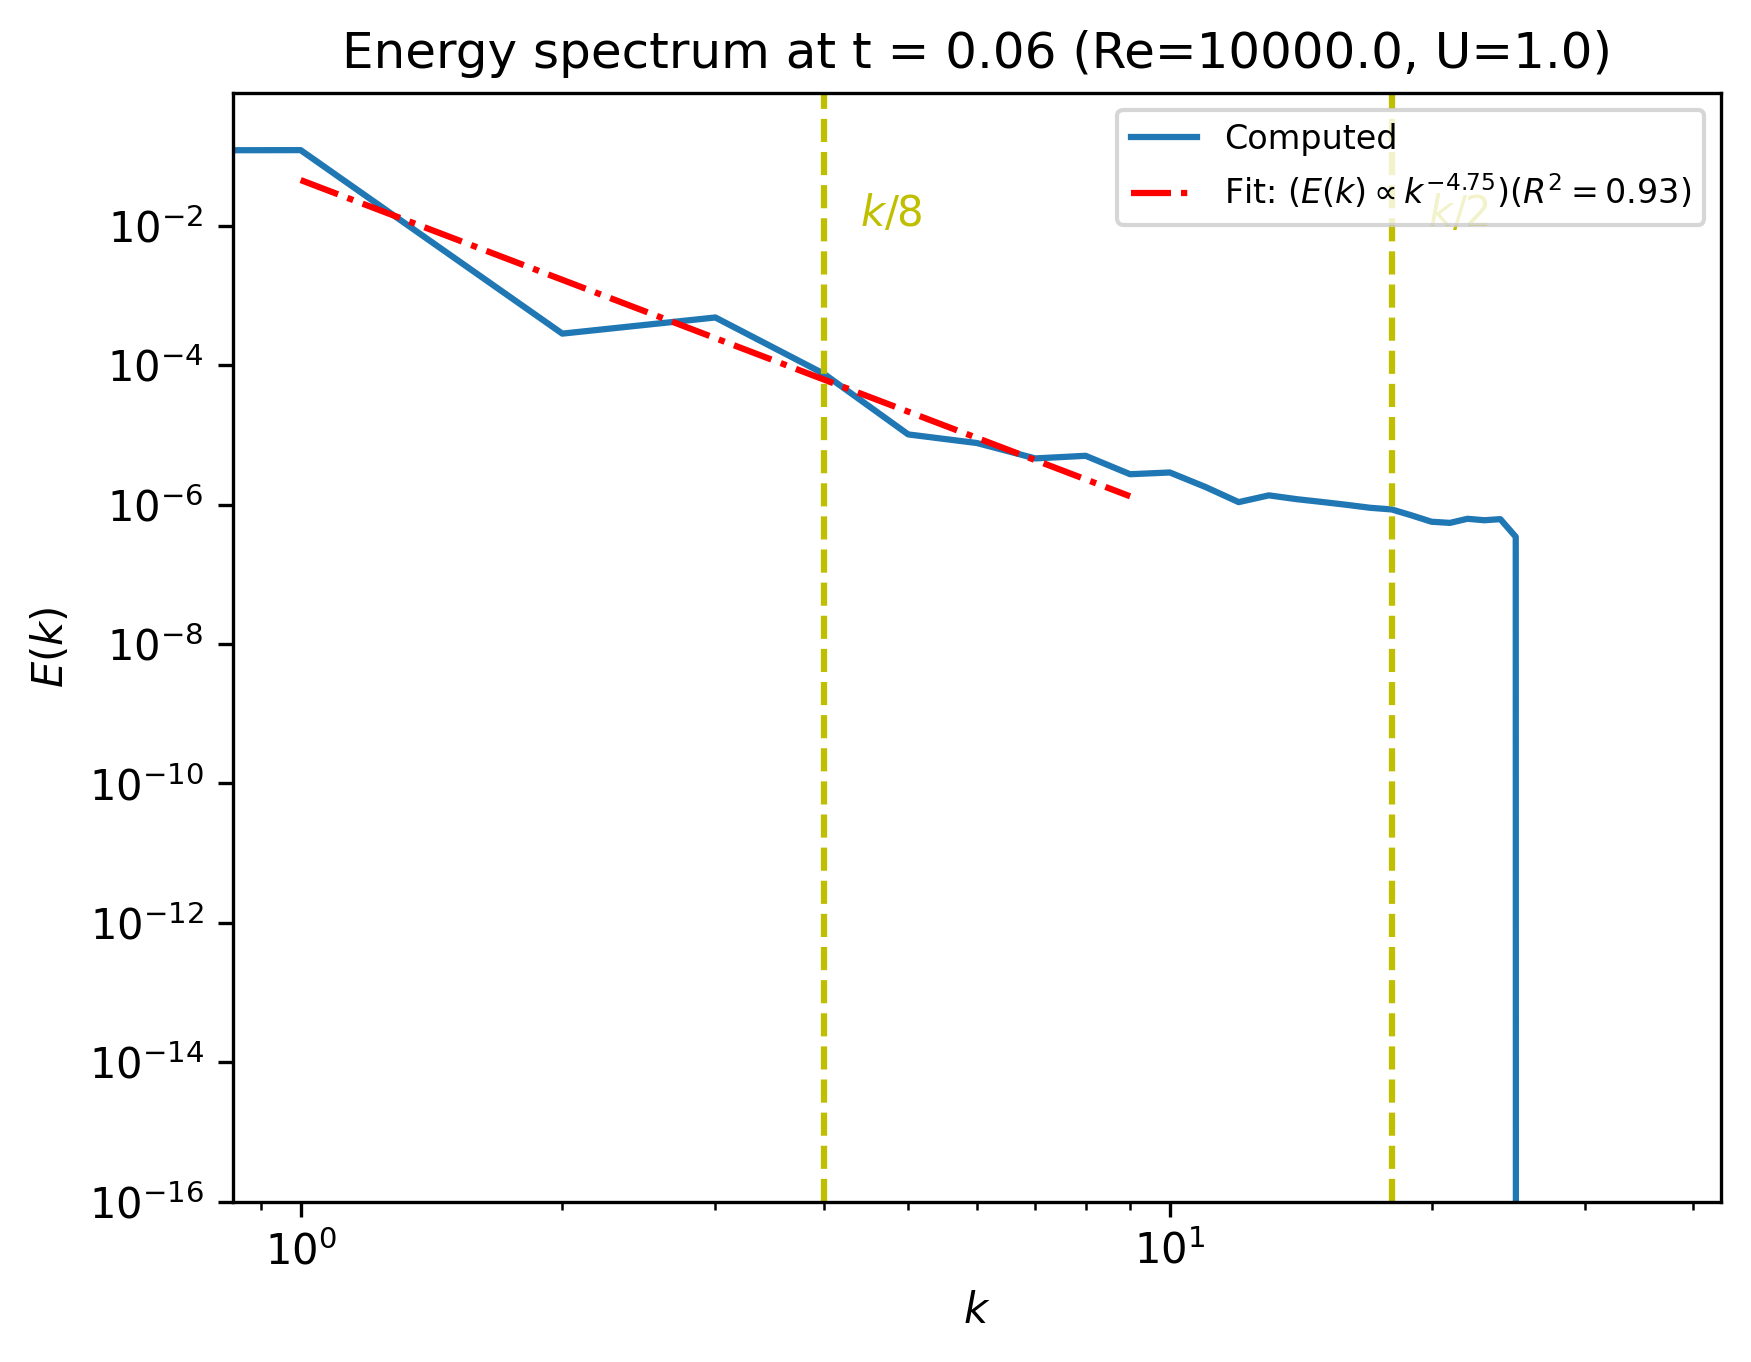 Energy spectrum at t = 0.06 (Re=10000.0, U=1.0)
Computed
Fit: (E(k) ∝ k^{-4.75})(R^2 = 0.93)
k/8
k/2
10^{-2}
10^{-4}
10^{-6}
10^{-8}
10^{-10}
10^{-12}
10^{-14}
10^{-16}
E(k)
10^0
10^1
k